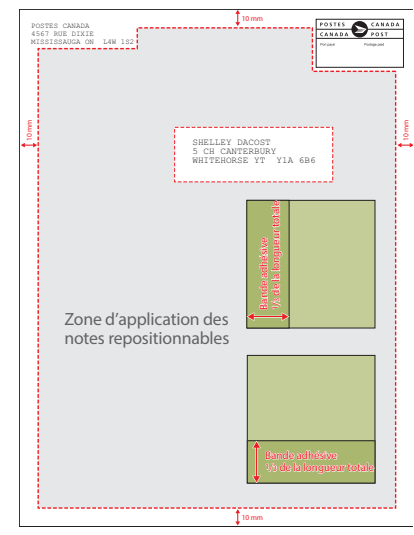 POSTES CANADA
4567 RUE DIXIE
MISSISSAUGA ON  L4W 1S2
10 mm
POSTES CANADA
CANADA POST
Port payé Postage paid
10 mm
10 mm
SHELLEY DACOST
5 CH CANTERBURY
WHITEHORSE YT  Y1A 6B6
Bande adhésive
⅓ de la longueur totale
Zone d'application des
notes repositionnables
Bande adhésive
⅓ de la longueur totale
10 mm